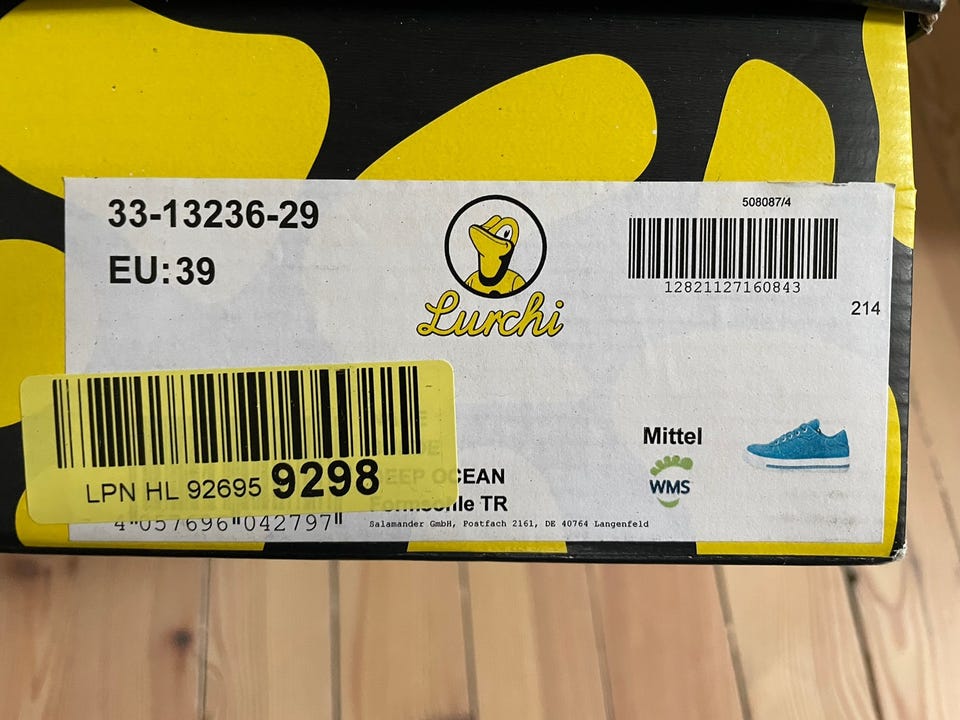 33-13236-29
EU: 39
Lurchi
508087/4
12821127160843
214
LPN HL 92695 9298
DEEP OCEAN
Formsohle TR
4 057696 042797
Salamander GmbH, Postfach 2161, DE 40764 Langenfeld
Mittel
WMS